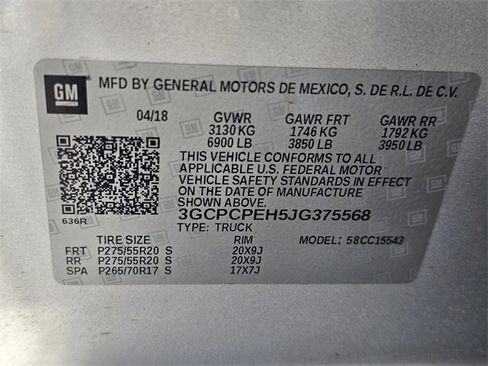 GM MFD BY GENERAL MOTORS DE MEXICO, S. DE R.L. DE C.V.
04/18 GVWR GAWR FRT GAWR RR
3130 KG 1746 KG 1792 KG
6900 LB 3850 LB 3950 LB
THIS VEHICLE CONFORMS TO ALL
APPLICABLE U.S. FEDERAL MOTOR
VEHICLE SAFETY STANDARDS IN EFFECT
ON THE DATE OF MANUFACTURE
SHOWN ABOVE.
3GCPCPEH5JG375568
636R
TYPE: TRUCK
TIRE SIZE RIM MODEL: 58CC15543
FRT P275/55R20 S 20X9J
RR P275/55R20 S 20X9J
SPA P265/70R17 S 17X7J